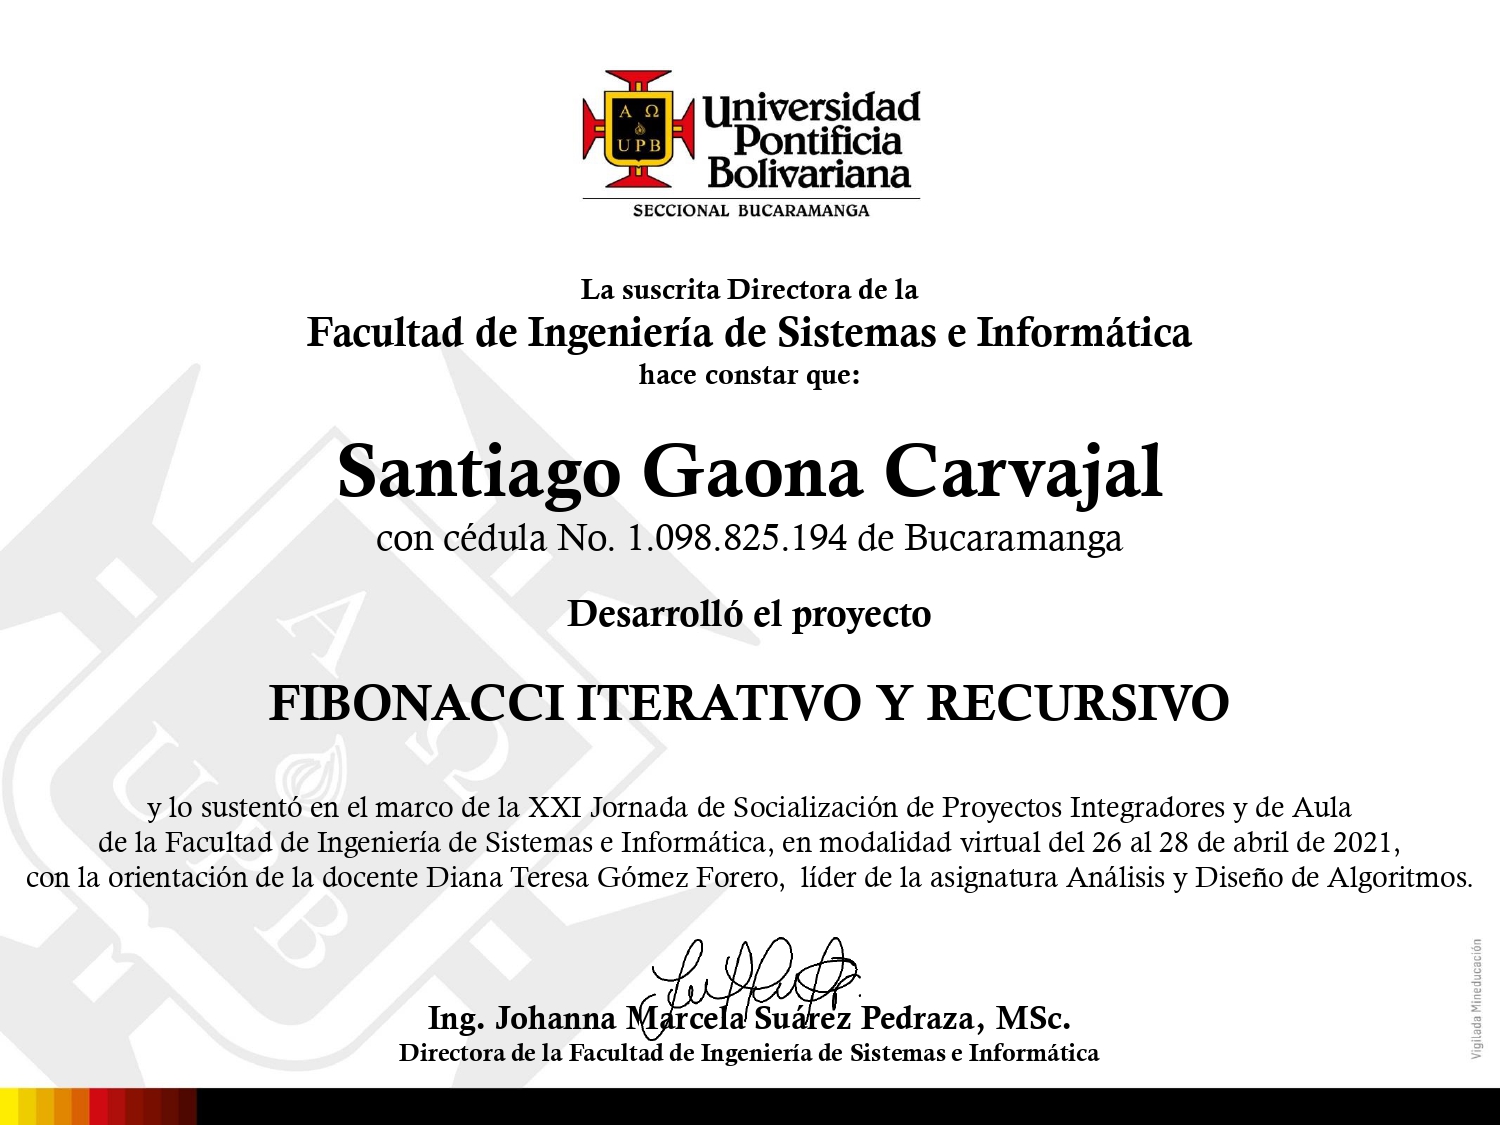 Α Ω
UPB
Universidad
Pontificia
Bolivariana
SECCIONAL BUCARAMANGA
La suscrita Directora de la
Facultad de Ingeniería de Sistemas e Informática
hace constar que:
Santiago Gaona Carvajal
con cédula No. 1.098.825.194 de Bucaramanga
Desarrolló el proyecto
FIBONACCI ITERATIVO Y RECURSIVO
y lo sustentó en el marco de la XXI Jornada de Socialización de Proyectos Integradores y de Aula
de la Facultad de Ingeniería de Sistemas e Informática, en modalidad virtual del 26 al 28 de abril de 2021,
con la orientación de la docente Diana Teresa Gómez Forero,  líder de la asignatura Análisis y Diseño de Algoritmos.
Ing. Johanna Marcela Suárez Pedraza, MSc.
Directora de la Facultad de Ingeniería de Sistemas e Informática
Vigilada Mineducación
Α Ω
UPB